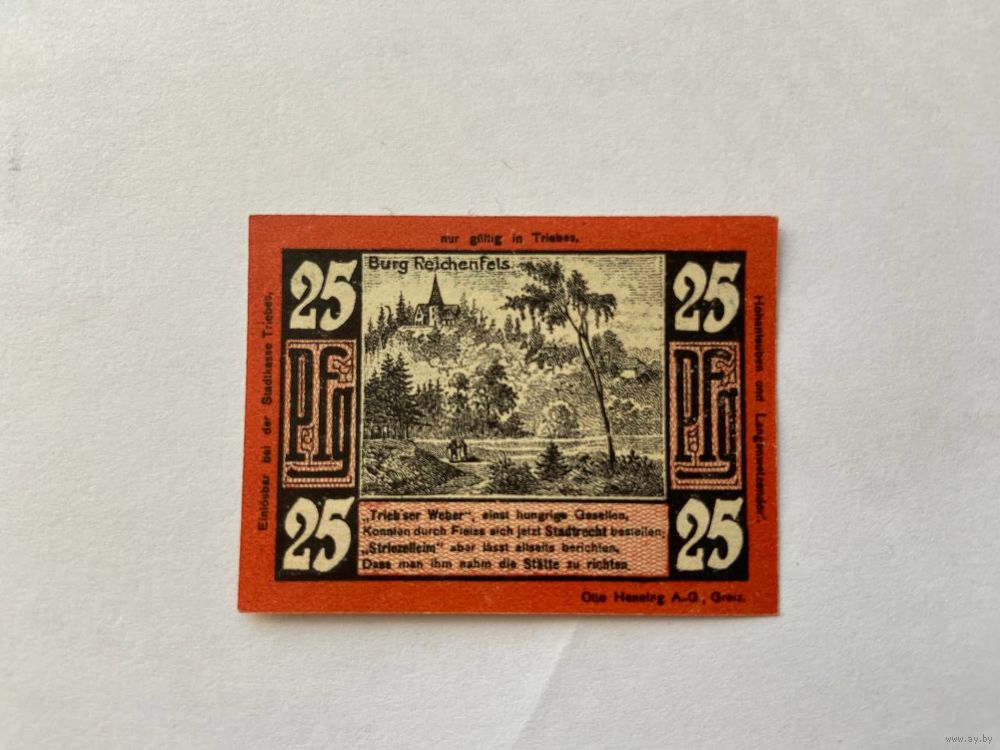 nur gültig in Triebes,
Einlösbar bei der Stadtkasse Triebes,
25
Burg Reichenfels.
25
Pfg
Pfg
Hohenleuben und Langenwetzendorf.
25
25
„Trieb'ser Weber", einst hungrige Gesellen,
Konnten durch Fleiss sich jetzt Stadtrecht bestellen;
„Striezelleim" aber lässt allseits berichten,
Dass man ihm nahm die Stätte zu richten.
Otto Henning A.-G., Greiz.
www.ay.by